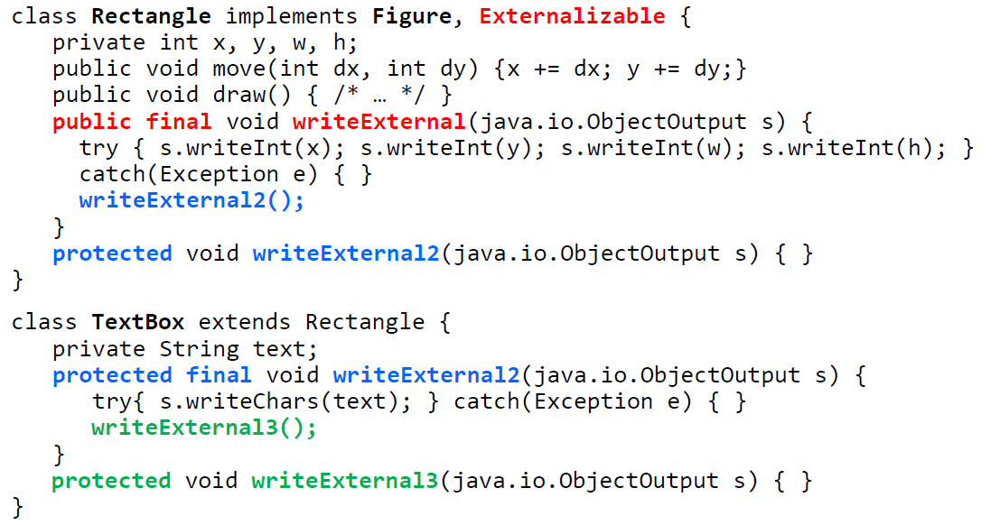 class Rectangle implements Figure, Externalizable {
private int x, y, w, h;
public void move(int dx, int dy) {x += dx; y += dy;}
public void draw() { /* … */ }
public final void writeExternal(java.io.ObjectOutput s) {
try { s.writeInt(x); s.writeInt(y); s.writeInt(w); s.writeInt(h); }
catch(Exception e) { }
writeExternal2();
}
protected void writeExternal2(java.io.ObjectOutput s) { }
}
class TextBox extends Rectangle {
private String text;
protected final void writeExternal2(java.io.ObjectOutput s) {
try{ s.writeChars(text); } catch(Exception e) { }
writeExternal3();
}
protected void writeExternal3(java.io.ObjectOutput s) { }
}